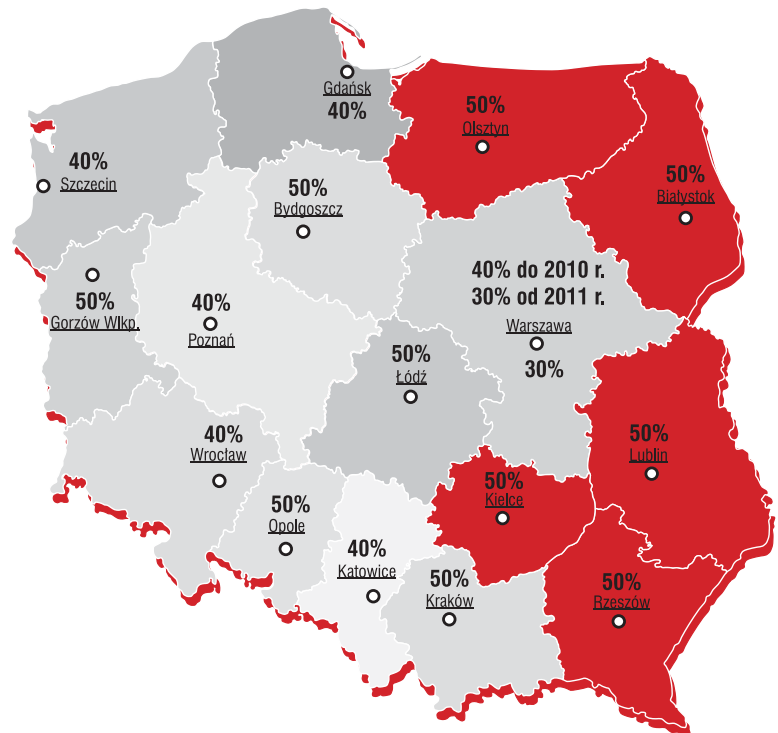 Gdańsk
40%
50%
Olsztyn
40%
Szczecin
50%
Bydgoszcz
50%
Białystok
50%
Gorzów Wlkp.
40%
Poznań
40% do 2010 r.
30% od 2011 r.
Warszawa
30%
50%
Łódź
40%
Wrocław
50%
Lublin
50%
Kielce
50%
Opole
40%
Katowice
50%
Kraków
50%
Rzeszów